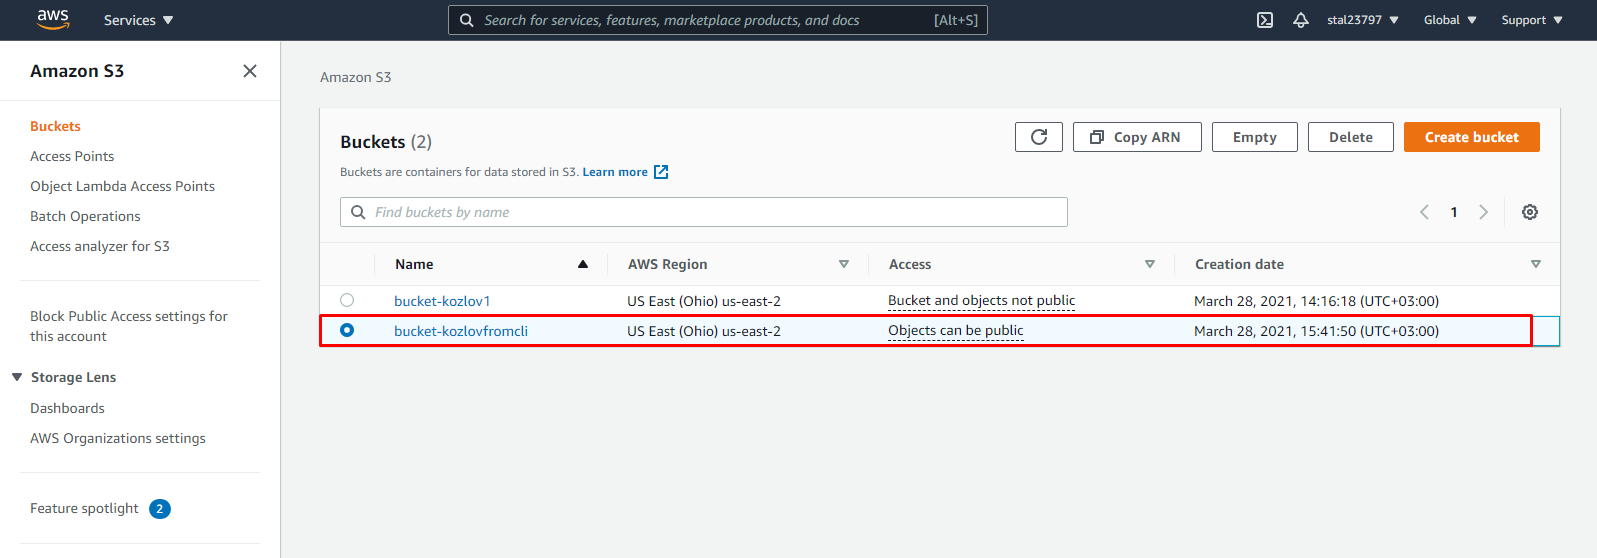 aws Services Search for services, features, marketplace products, and docs [Alt+S] stal23797 Global Support
Amazon S3
Buckets
Access Points
Object Lambda Access Points
Batch Operations
Access analyzer for S3
Block Public Access settings for
this account
Storage Lens
Dashboards
AWS Organizations settings
Feature spotlight 2
Amazon S3
Buckets (2) Copy ARN Empty Delete Create bucket
Buckets are containers for data stored in S3. Learn more
Find buckets by name 1
Name AWS Region Access Creation date
bucket-kozlov1 US East (Ohio) us-east-2 Bucket and objects not public March 28, 2021, 14:16:18 (UTC+03:00)
bucket-kozlovfromcli US East (Ohio) us-east-2 Objects can be public March 28, 2021, 15:41:50 (UTC+03:00)